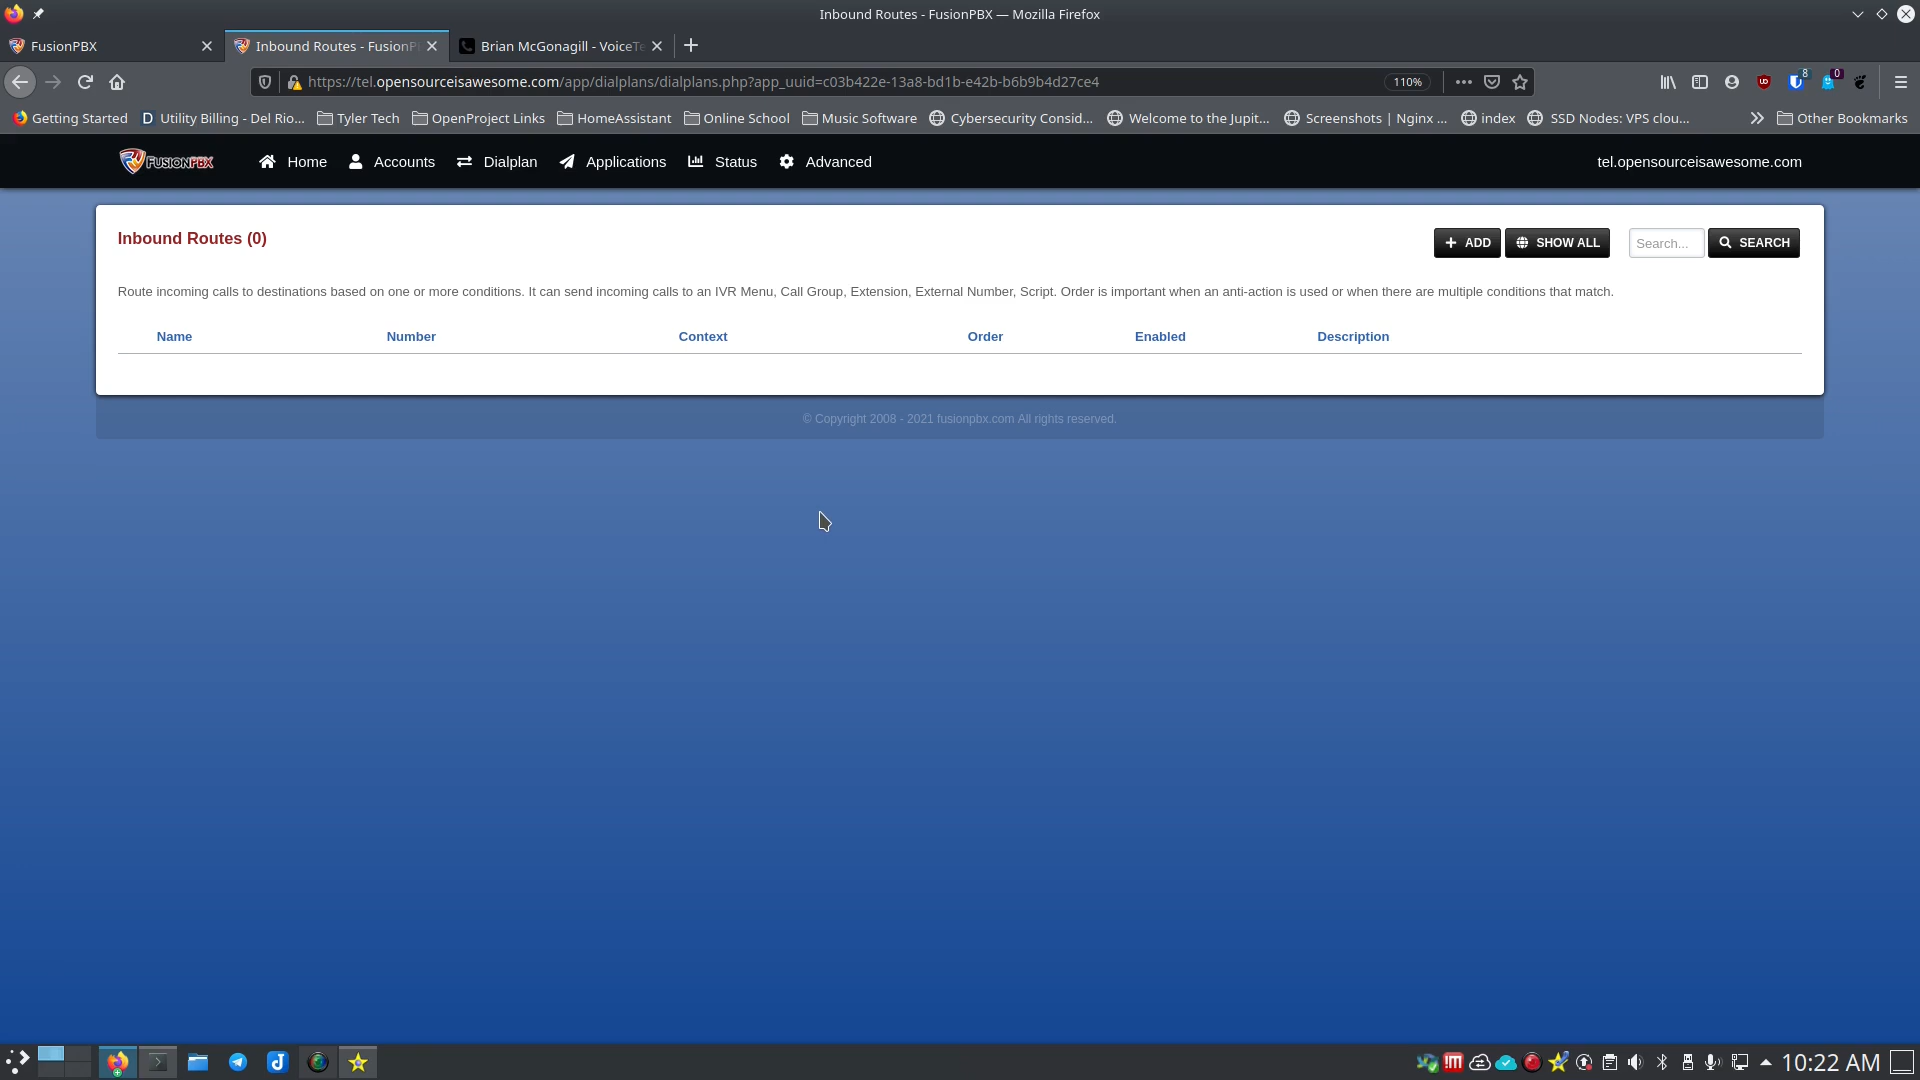 Inbound Routes - FusionPBX — Mozilla Firefox
FusionPBX
Inbound Routes - FusionP
Brian McGonagill - VoiceTe
https://tel.opensourceisawesome.com/app/dialplans/dialplans.php?app_uuid=c03b422e-13a8-bd1b-e42b-b6b9b4d27ce4
110%
8
0
Getting Started
Utility Billing - Del Rio...
Tyler Tech
OpenProject Links
HomeAssistant
Online School
Music Software
Cybersecurity Consid...
Welcome to the Jupit...
Screenshots | Nginx ...
index
SSD Nodes: VPS clou...
Other Bookmarks
FUSIONPBX
Home
Accounts
Dialplan
Applications
Status
Advanced
tel.opensourceisawesome.com
Inbound Routes (0)
ADD
SHOW ALL
Search...
SEARCH
Route incoming calls to destinations based on one or more conditions. It can send incoming calls to an IVR Menu, Call Group, Extension, External Number, Script. Order is important when an anti-action is used or when there are multiple conditions that match.
Name
Number
Context
Order
Enabled
Description
© Copyright 2008 - 2021 fusionpbx.com All rights reserved.
10:22 AM